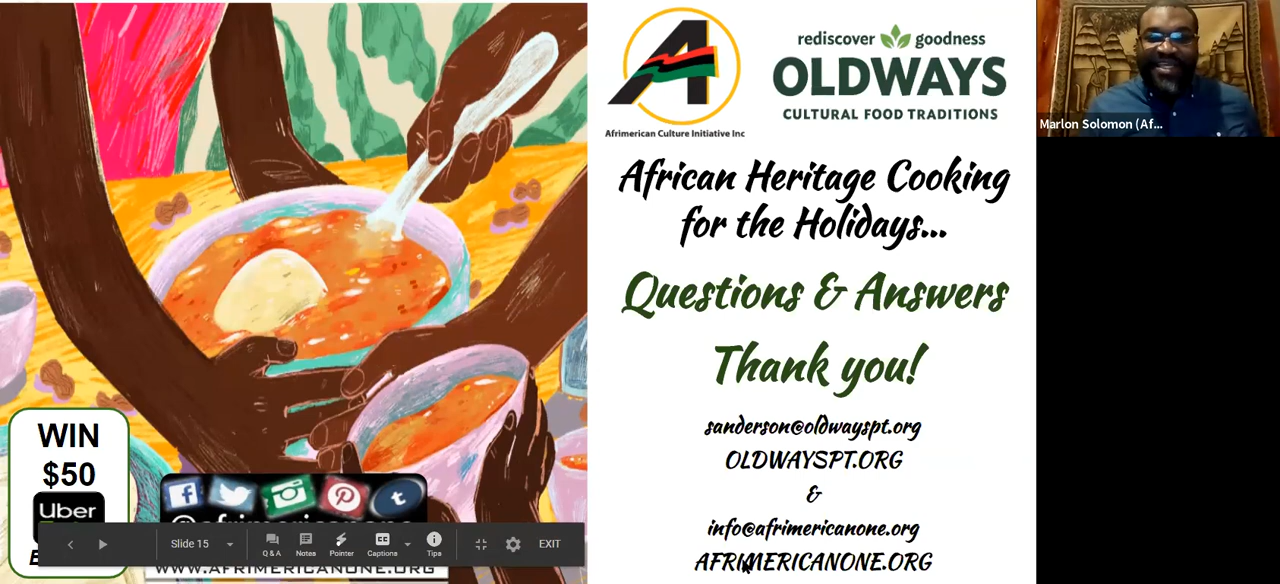 WIN
$50
Uber
Slide 15
Q & A
Notes
Pointer
Captions
Tips
EXIT
WWW.AFRIMERICANONE.ORG
A
Afrimerican Culture Initiative Inc
rediscover goodness
OLDWAYS
CULTURAL FOOD TRADITIONS
African Heritage Cooking
for the Holidays...
Questions & Answers
Thank you!
sanderson@oldwayspt.org
OLDWAYSPT.ORG
&
info@afrimericanone.org
AFRIMERICANONE.ORG
Marlon Solomon (Af...